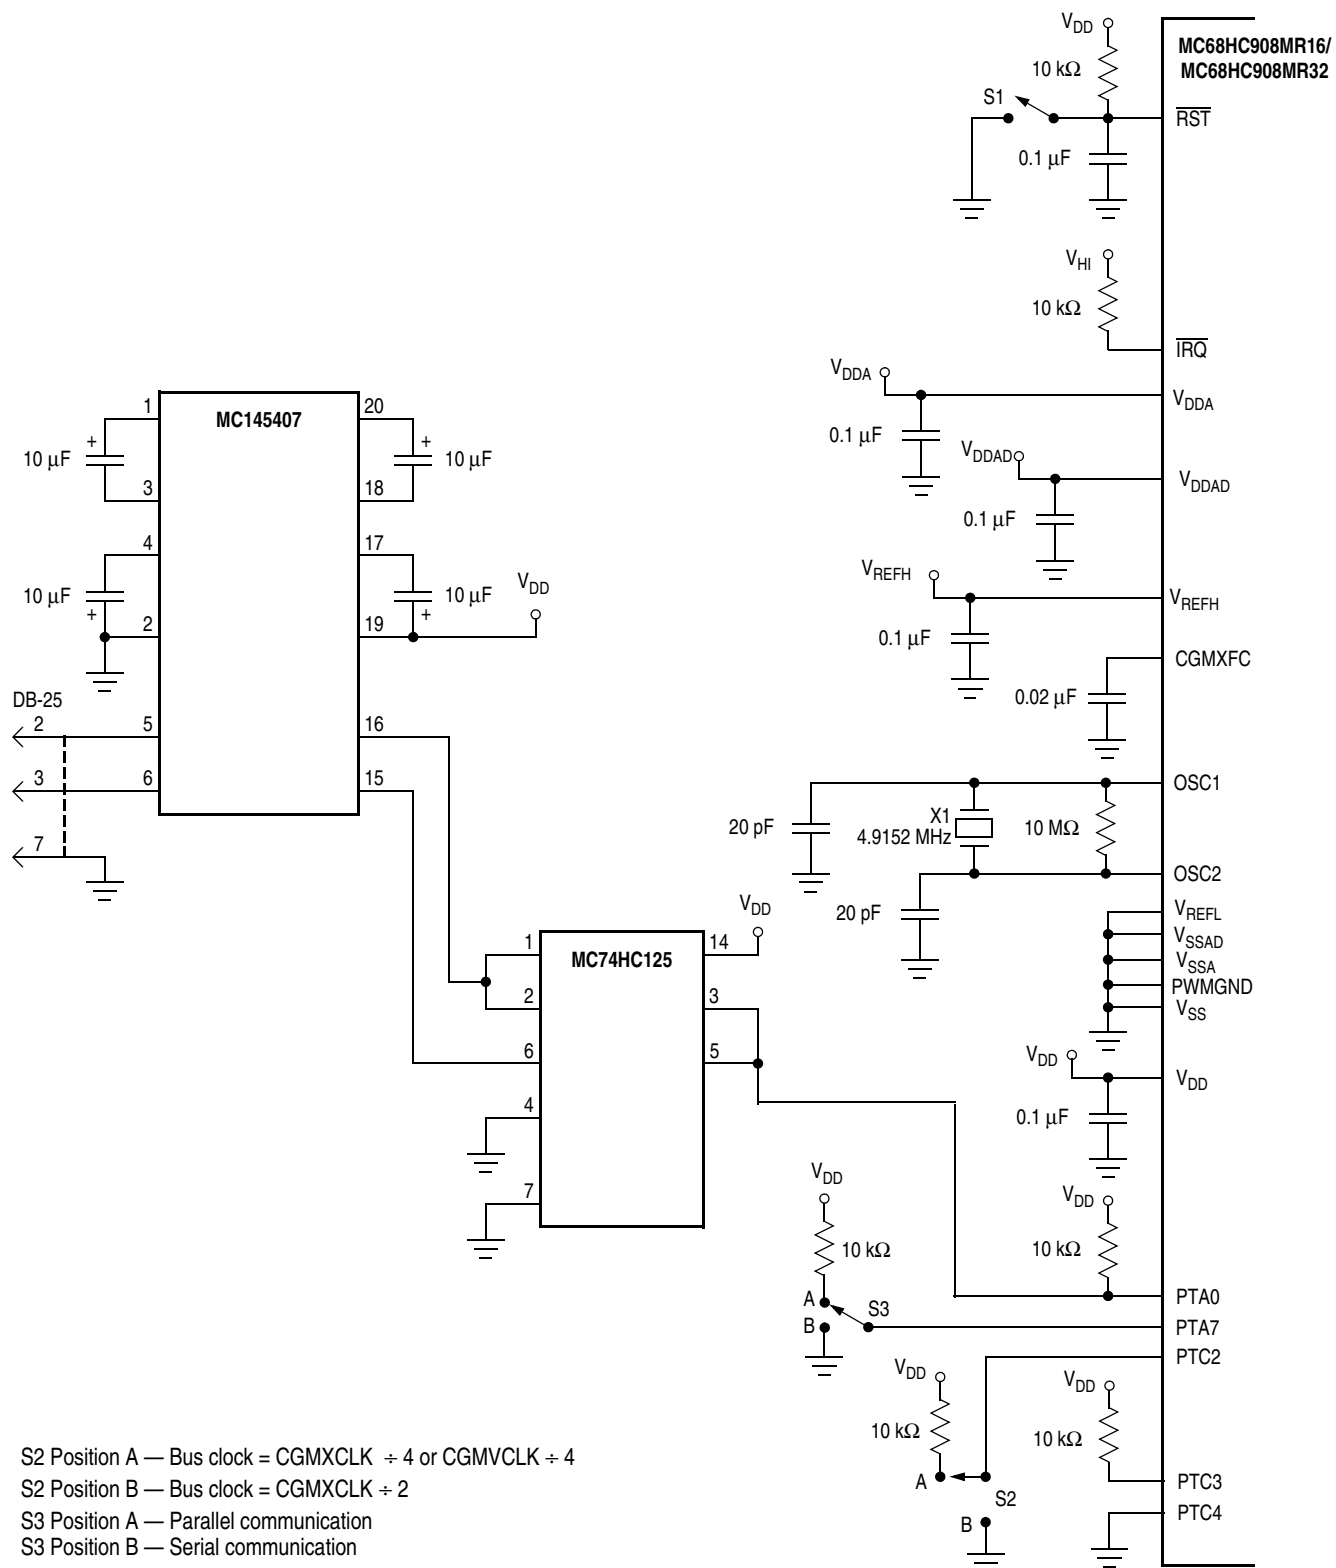 V_DD
MC68HC908MR16/
MC68HC908MR32
10 kΩ
S1
RST
0.1 µF
V_HI
10 kΩ
IRQ
V_DDA
V_DDA
0.1 µF
V_DDAD
V_DDAD
0.1 µF
V_REFH
V_REFH
0.1 µF
CGMXFC
0.02 µF
1
MC145407
20
10 µF
+
+
10 µF
3
18
4
17
10 µF
+
+
10 µF
V_DD
2
19
DB-25
2
5
16
3
6
15
7
OSC1
20 pF
X1
4.9152 MHz
10 MΩ
OSC2
20 pF
V_REFL
V_SSAD
V_SSA
PWMGND
V_SS
V_DD
1
MC74HC125
14
2
3
6
5
4
7
V_DD
V_DD
0.1 µF
V_DD
10 kΩ
V_DD
10 kΩ
PTA0
A
S3
B
PTA7
PTC2
V_DD
10 kΩ
A
S2
B
V_DD
10 kΩ
PTC3
PTC4
S2 Position A — Bus clock = CGMXCLK ÷ 4 or CGMVCLK ÷ 4
S2 Position B — Bus clock = CGMXCLK ÷ 2
S3 Position A — Parallel communication
S3 Position B — Serial communication